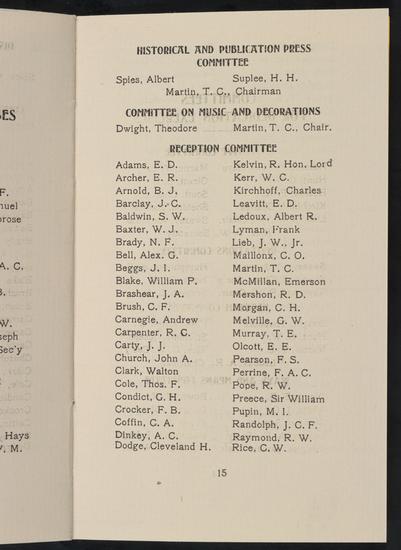 HISTORICAL AND PUBLICATION PRESS
COMMITTEE
Spies, Albert Suplee, H. H.
Martin, T. C., Chairman
COMMITTEE ON MUSIC AND DECORATIONS
Dwight, Theodore Martin, T. C., Chair.
RECEPTION COMMITTEE
Adams, E. D. Kelvin, R. Hon. Lord
Archer, E. R. Kerr, W. C.
Arnold, B. J. Kirchhoff, Charles
Barclay, J. C. Leavitt, E. D.
Baldwin, S. W. Ledoux, Albert R.
Baxter, W. J. Lyman, Frank
Brady, N. F. Lieb, J. W., Jr.
Bell, Alex. G. Maillonx, C. O.
Beggs, J. I. Martin, T. C.
Blake, William P. McMillan, Emerson
Brashear, J. A. Mershon, R. D.
Brush, C. F. Morgan, C. H.
Carnegie, Andrew Melville, G. W.
Carpenter, R. C. Murray, T. E.
Carty, J. J. Olcott, E. E.
Church, John A. Pearson, F. S.
Clark, Walton Perrine, F. A. C.
Cole, Thos. F. Pope, R. W.
Condict, G. H. Preece, Sir William
Crocker, F. B. Pupin, M. I.
Coffin, C. A. Randolph, J. C. F.
Dinkey, A. C. Raymond, R. W.
Dodge, Cleveland H. Rice, C. W.
15
F.
A. C.
B.
W.
Sec'y
Hays
M.